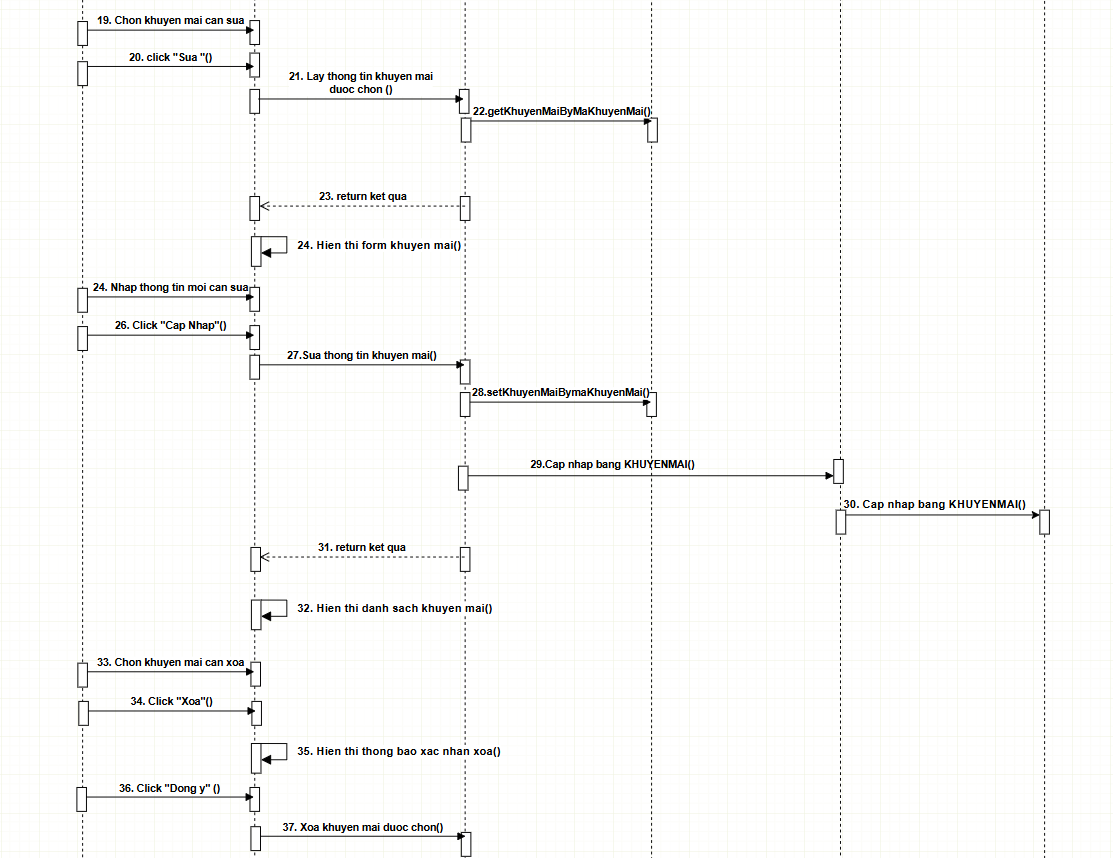 19. Chon khuyen mai can sua
20. click "Sua "()
21. Lay thong tin khuyen mai
duoc chon ()
22.getKhuyenMaiByMaKhuyenMai()
23. return ket qua
24. Hien thi form khuyen mai()
24. Nhap thong tin moi can sua
26. Click "Cap Nhap"()
27.Sua thong tin khuyen mai()
28.setKhuyenMaiBymaKhuyenMai()
29.Cap nhap bang KHUYENMAI()
30. Cap nhap bang KHUYENMAI()
31. return ket qua
32. Hien thi danh sach khuyen mai()
33. Chon khuyen mai can xoa
34. Click "Xoa"()
35. Hien thi thong bao xac nhan xoa()
36. Click "Dong y" ()
37. Xoa khuyen mai duoc chon()